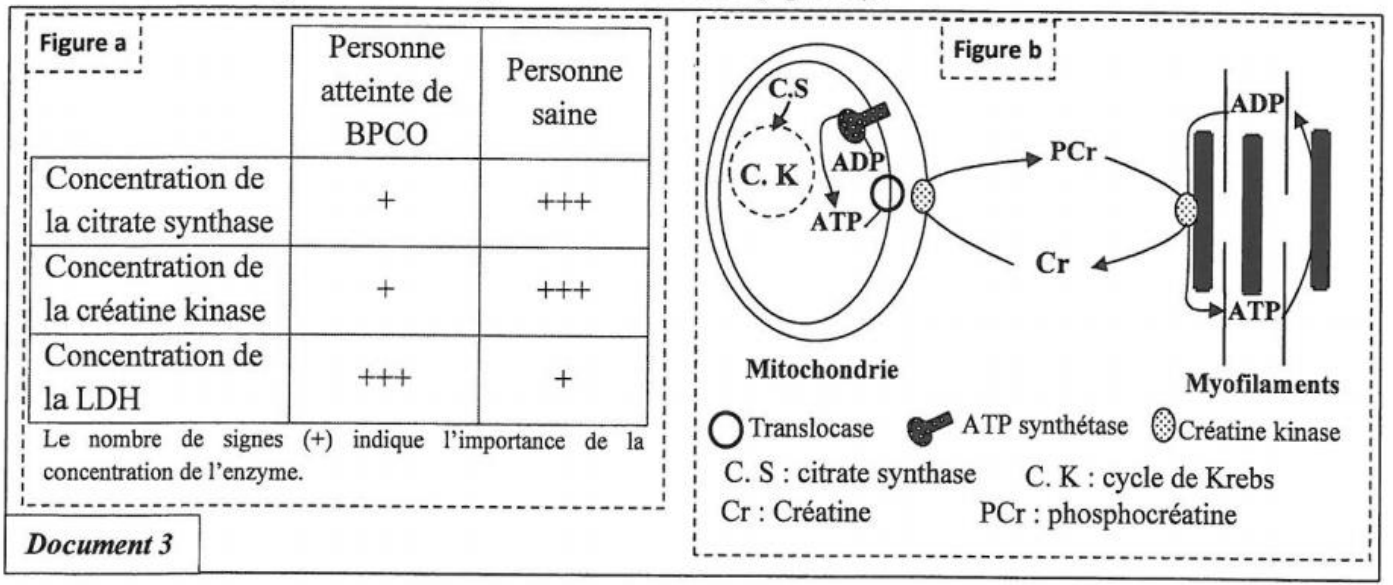 Figure a
Personne
atteinte de
BPCO
Personne
saine
Concentration de
la citrate synthase
+
+++
Concentration de
la créatine kinase
+
+++
Concentration de
la LDH
+++
+
Le nombre de signes (+) indique l'importance de la
concentration de l'enzyme.
Document 3
Figure b
C.S
C. K
ADP
ATP
PCr
Cr
ADP
ATP
Mitochondrie
Myofilaments
Translocase
ATP synthétase
Créatine kinase
C. S : citrate synthase
C. K : cycle de Krebs
Cr : Créatine
PCr : phosphocréatine